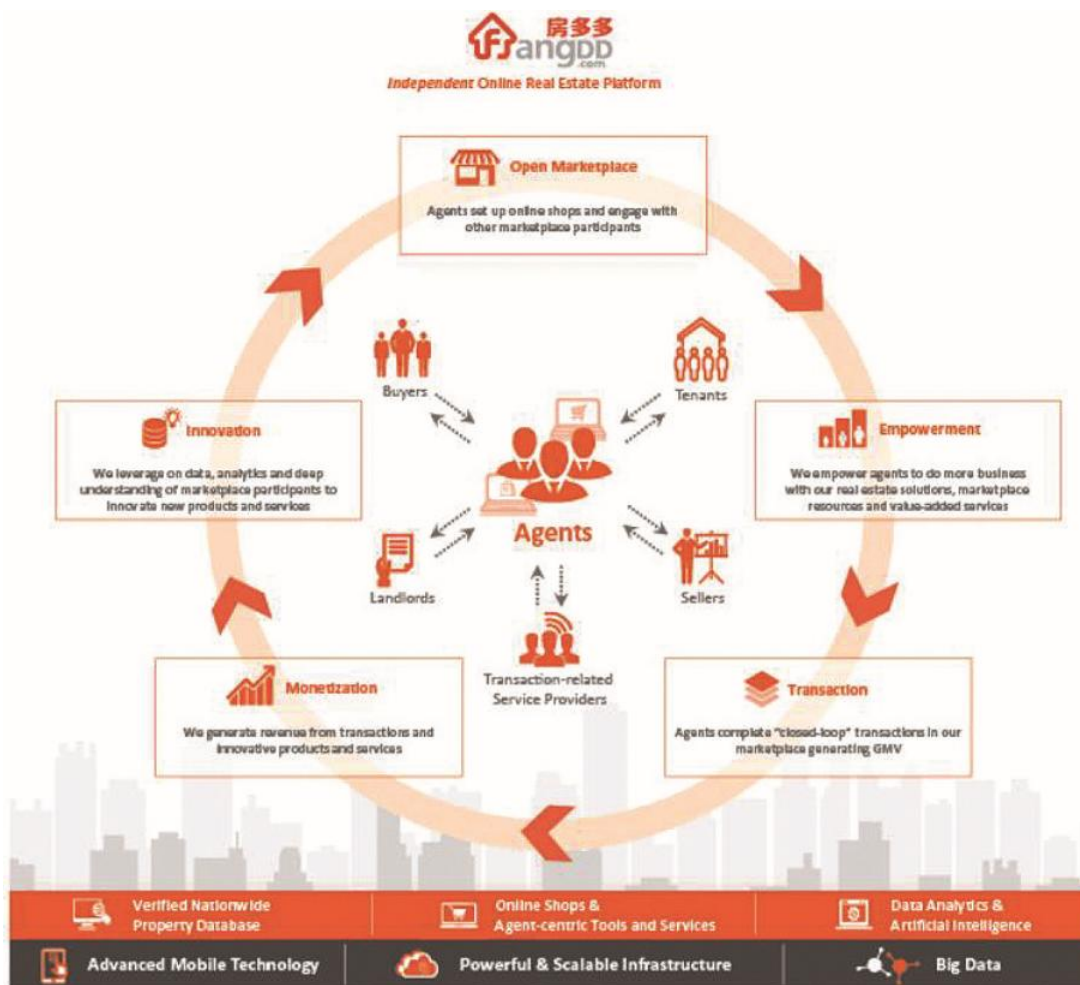 房多多
FangDD
.com
Independent Online Real Estate Platform
Open Marketplace
Agents set up online shops and engage with
other marketplace participants
Buyers
Tenants
Innovation
We leverage on data, analytics and deep
understanding of marketplace participants to
innovate new products and services
Empowerment
We empower agents to do more business
with our real estate solutions, marketplace
resources and value-added services
Agents
Landlords
Sellers
Transaction-related
Service Providers
Monetization
We generate revenue from transactions and
innovative products and services
Transaction
Agents complete "closed-loop" transactions in our
marketplace generating GMV
Verified Nationwide
Property Database
Online Shops &
Agent-centric Tools and Services
Data Analytics &
Artificial Intelligence
Advanced Mobile Technology
Powerful & Scalable Infrastructure
Big Data